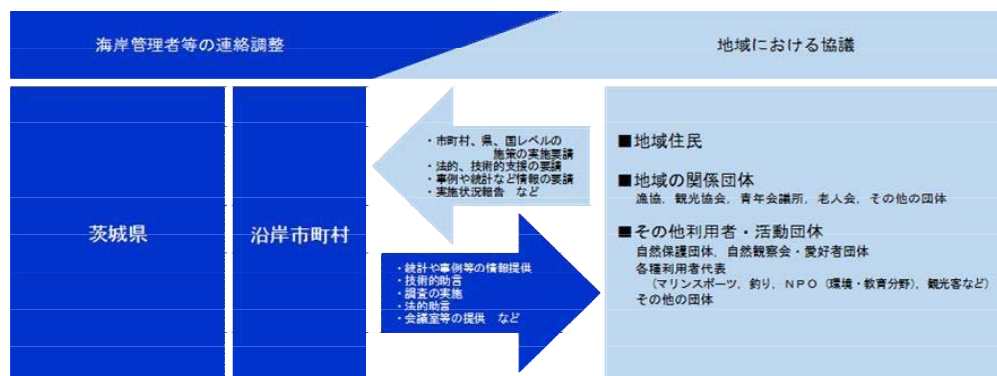 海岸管理者等の連絡調整
地域における協議
茨城県
沿岸市町村
・市町村、県、国レベルの
施策の実施要請
・法的、技術的支援の要請
・事例や統計など情報の要請
・実施状況報告 など
・統計や事例等の情報提供
・技術的助言
・調査の実施
・法的助言
・会議室等の提供 など
■地域住民
■地域の関係団体
漁協，観光協会，青年会議所，老人会，その他の団体
■その他利用者・活動団体
自然保護団体，自然観察会・愛好者団体
各種利用者代表
（マリンスポーツ，釣り，ＮＰＯ（環境・教育分野），観光客など）
その他の団体